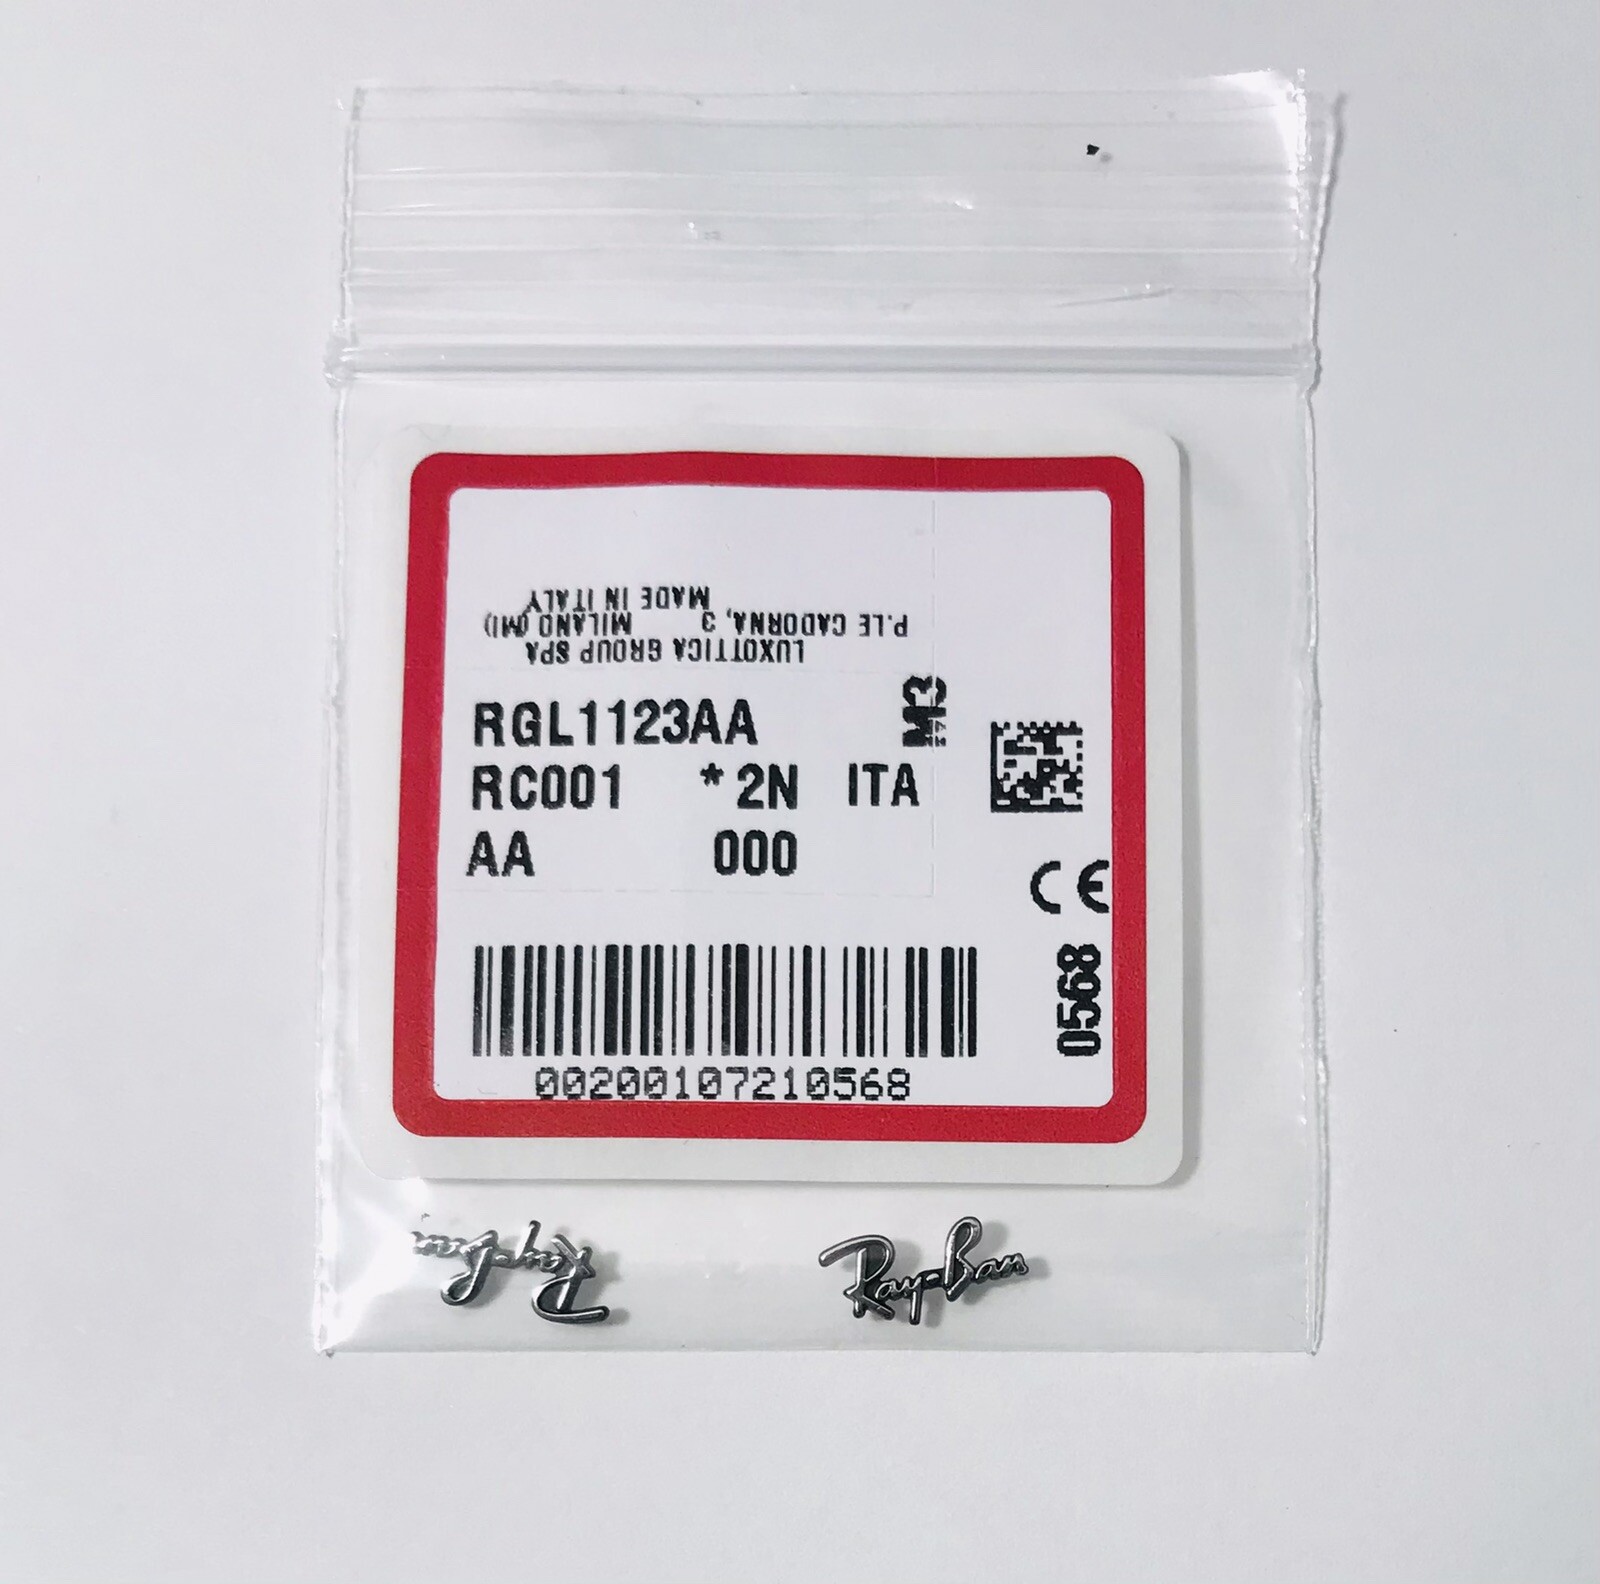 LUXOTTICA GROUP SPA
P.LE CADORNA, 3 MILANO (MI)
MADE IN ITALY
M3
RGL1123AA
RC001 *2N ITA
AA 000
CE
0568
00200107210568
Ray-Ban
Ray-Ban